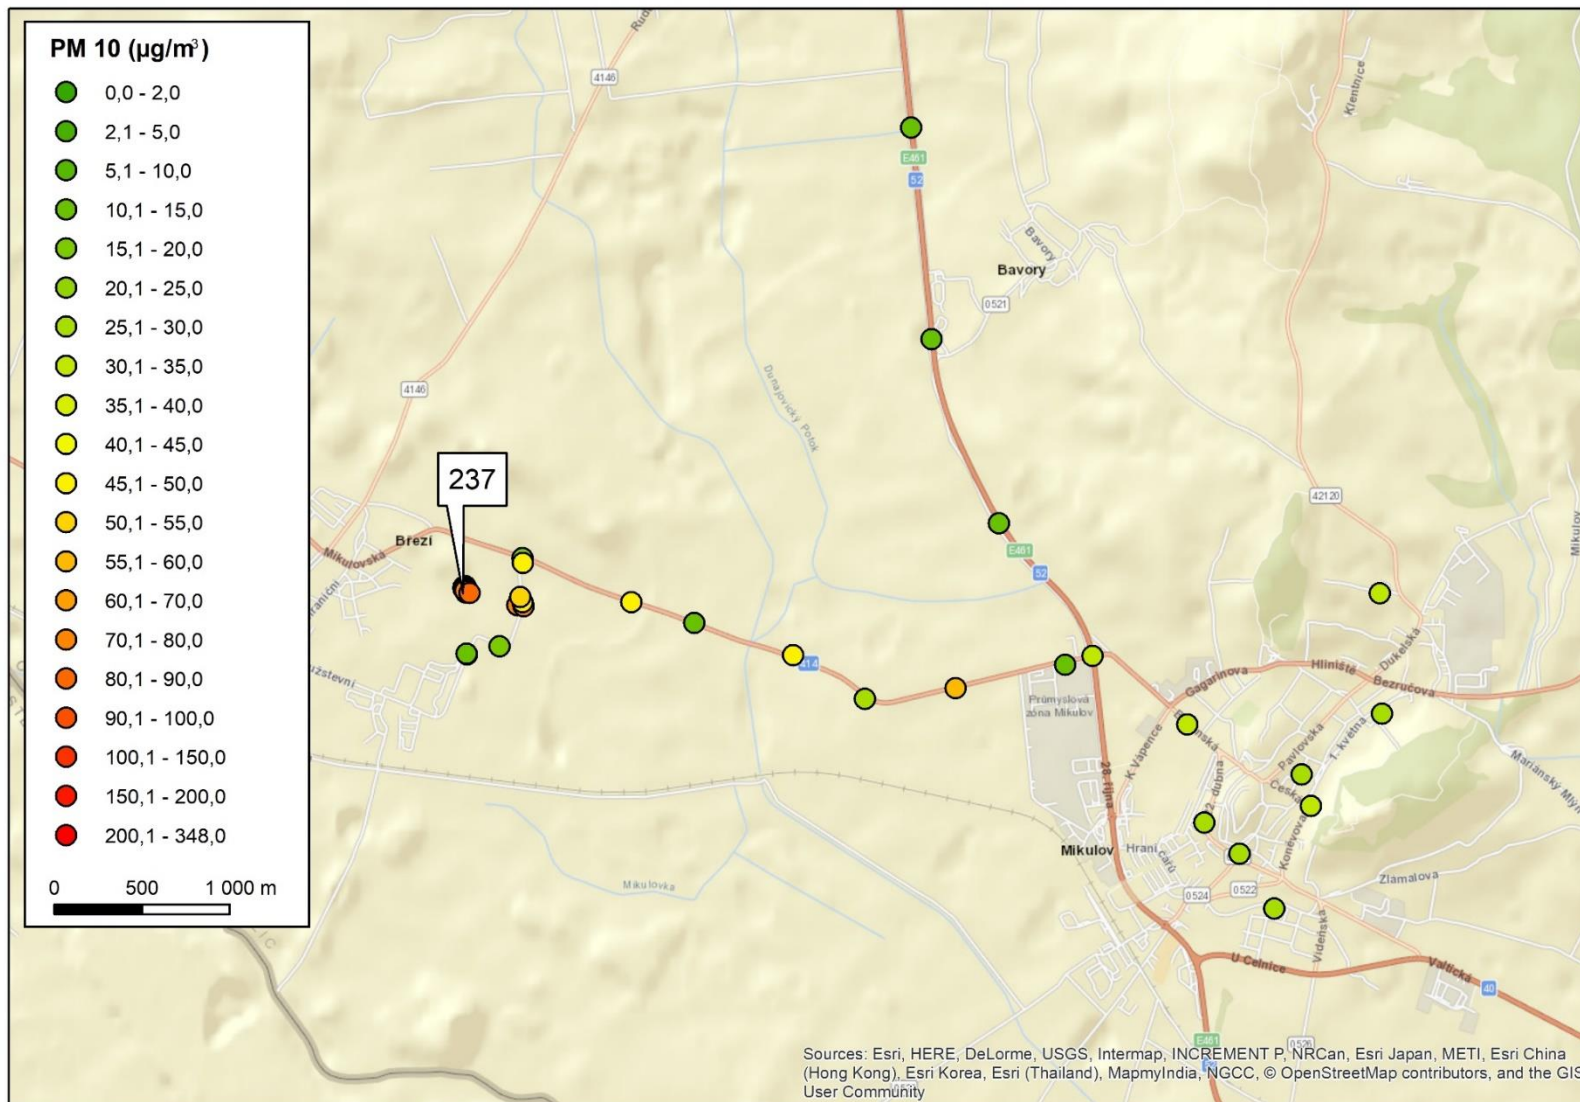 PM 10 (µg/m³)
0,0 - 2,0
2,1 - 5,0
5,1 - 10,0
10,1 - 15,0
15,1 - 20,0
20,1 - 25,0
25,1 - 30,0
30,1 - 35,0
35,1 - 40,0
40,1 - 45,0
45,1 - 50,0
50,1 - 55,0
55,1 - 60,0
60,1 - 70,0
70,1 - 80,0
80,1 - 90,0
90,1 - 100,0
100,1 - 150,0
150,1 - 200,0
200,1 - 348,0
0 500 1 000 m
4146
Klentnice
E461
52
Bavory
Bavory
0521
Dunajovický Potok
4146
237
Březí
Mikulovská
42120
Mikulov
E461
52
414
Průmyslová
zóna Mikulov
Gagarinova
Hliniště
Dukelská
Bezručova
K Vápence
Pavlovská
1. května
Česká
28. října
2. dubna
Mariánský Mlýn
Mikulov
Koněvova
Mikulovka
0524
0522
Zlámalova
Vídeňská
U Celnice
Valtická
40
E461
0526
Sources: Esri, HERE, DeLorme, USGS, Intermap, INCREMENT P, NRCan, Esri Japan, METI, Esri China
(Hong Kong), Esri Korea, Esri (Thailand), MapmyIndia, NGCC, © OpenStreetMap contributors, and the GIS
User Community